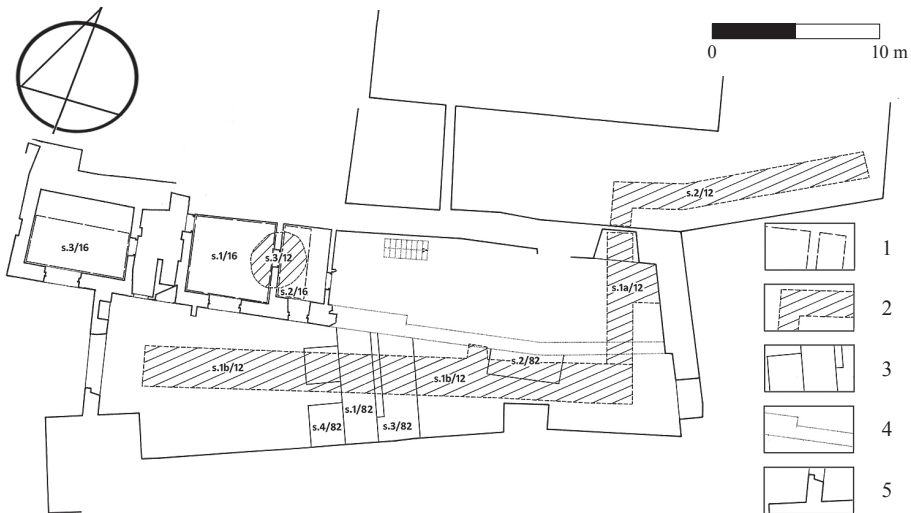 0 10 m
s.2/12
s.3/16
s.1/16
s.3/12
s.2/16
s.1a/12
s.1b/12
s.1b/12
s.2/82
s.1/82
s.4/82
s.3/82
1
2
3
4
5